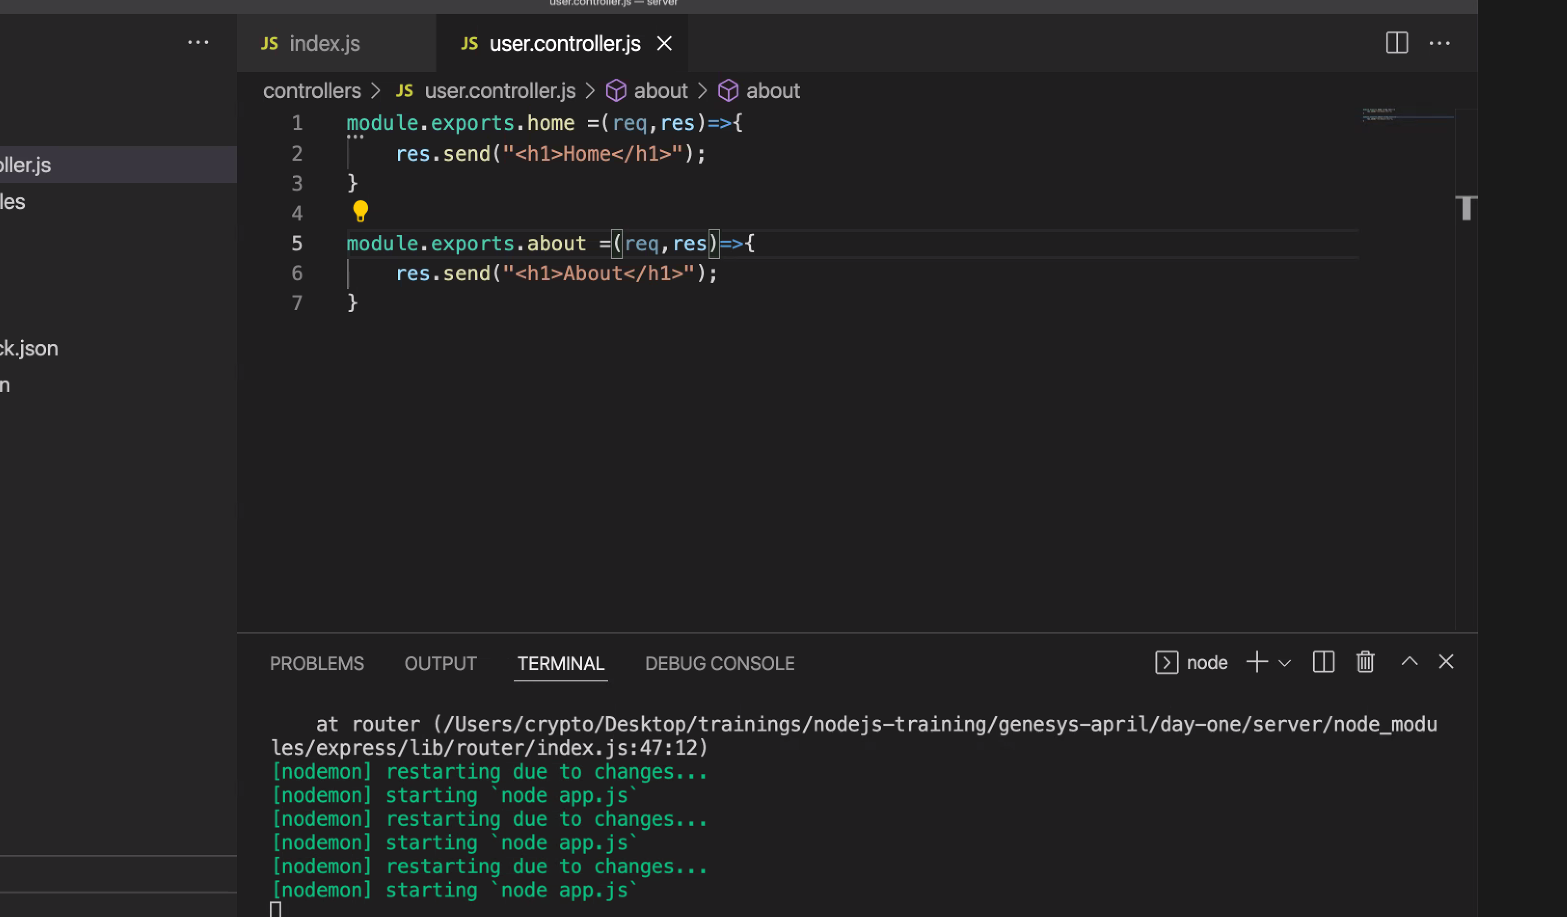 user.controller.js — server
JS index.js
JS user.controller.js
controllers > JS user.controller.js > about > about
1 module.exports.home =(req,res)=>{
2 res.send("<h1>Home</h1>");
3 }
4
5 module.exports.about =(req,res)=>{
6 res.send("<h1>About</h1>");
7 }
ller.js
les
ck.json
n
PROBLEMS OUTPUT TERMINAL DEBUG CONSOLE node
at router (/Users/crypto/Desktop/trainings/nodejs-training/genesys-april/day-one/server/node_modu
les/express/lib/router/index.js:47:12)
[nodemon] restarting due to changes...
[nodemon] starting `node app.js`
[nodemon] restarting due to changes...
[nodemon] starting `node app.js`
[nodemon] restarting due to changes...
[nodemon] starting `node app.js`